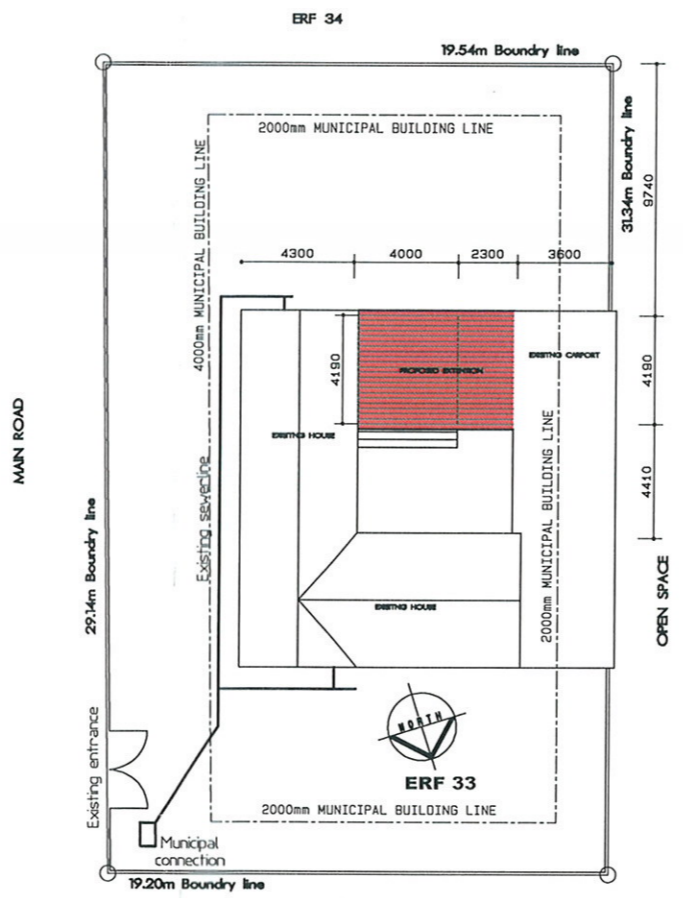 ERF 34
19.54m Boundry line
2000mm MUNICIPAL BUILDING LINE
31.34m Boundry line
9740
4000mm MUNICIPAL BUILDING LINE
4300
4000
2300
3600
4190
PROPOSED EXTENTION
EXISTING CARPORT
4190
MAIN ROAD
EXISTING HOUSE
4410
2000mm MUNICIPAL BUILDING LINE
Existing sewerline
29.14m Boundry line
OPEN SPACE
EXISTING HOUSE
NORTH
ERF 33
Existing entrance
2000mm MUNICIPAL BUILDING LINE
Municipal
connection
19.20m Boundry line